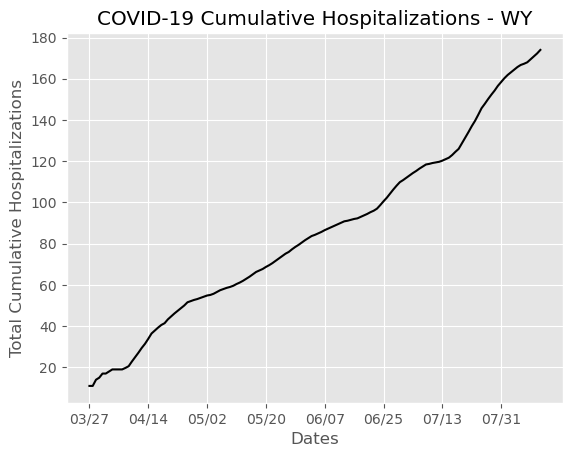 COVID-19 Cumulative Hospitalizations - WY
Total Cumulative Hospitalizations
180
160
140
120
100
80
60
40
20
03/27 04/14 05/02 05/20 06/07 06/25 07/13 07/31
Dates